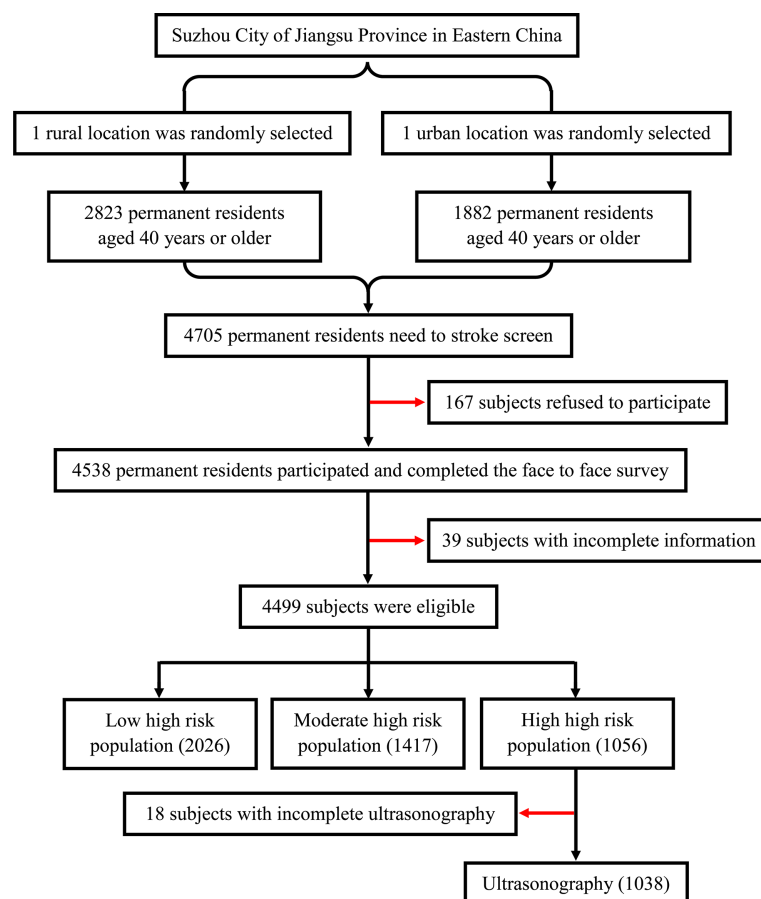 Suzhou City of Jiangsu Province in Eastern China
1 rural location was randomly selected
1 urban location was randomly selected
2823 permanent residents
aged 40 years or older
1882 permanent residents
aged 40 years or older
4705 permanent residents need to stroke screen
167 subjects refused to participate
4538 permanent residents participated and completed the face to face survey
39 subjects with incomplete information
4499 subjects were eligible
Low high risk
population (2026)
Moderate high risk
population (1417)
High high risk
population (1056)
18 subjects with incomplete ultrasonography
Ultrasonography (1038)